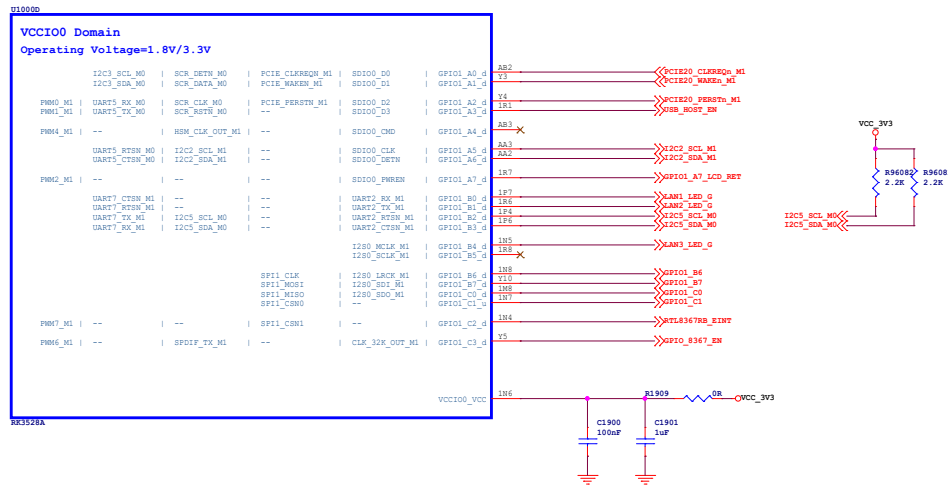 U1000D
VCCIO0 Domain
Operating Voltage=1.8V/3.3V
I2C3_SCL_M0 | SCR_DETN_M0 | PCIE_CLKREQN_M1 | SDIO0_D0 | GPIO1_A0_d AB2 PCIE20_CLKREQn_M1
I2C3_SDA_M0 | SCR_DATA_M0 | PCIE_WAKEN_M1 | SDIO0_D1 | GPIO1_A1_d Y3 PCIE20_WAKEn_M1
PWM0_M1 | UART5_RX_M0 | SCR_CLK_M0 | PCIE_PERSTN_M1 | SDIO0_D2 | GPIO1_A2_d Y4 PCIE20_PERSTn_M1
PWM1_M1 | UART5_TX_M0 | SCR_RSTN_M0 | -- | SDIO0_D3 | GPIO1_A3_d 1R1 USB_HOST_EN
PWM4_M1 | -- | HSM_CLK_OUT_M1 | -- | SDIO0_CMD | GPIO1_A4_d AB3
VCC_3V3
UART5_RTSN_M0 | I2C2_SCL_M1 | -- | SDIO0_CLK | GPIO1_A5_d AA3 I2C2_SCL_M1
UART5_CTSN_M0 | I2C2_SDA_M1 | -- | SDIO0_DETN | GPIO1_A6_d AA2 I2C2_SDA_M1
PWM2_M1 | -- | -- | -- | SDIO0_PWREN | GPIO1_A7_d 1R7 GPIO1_A7_LCD_RET
R96082 R9608
2.2K 2.2K
UART7_CTSN_M1 | -- | -- | UART2_RX_M1 | GPIO1_B0_d 1P7 LAN1_LED_G
UART7_RTSN_M1 | -- | -- | UART2_TX_M1 | GPIO1_B1_d 1R6 LAN2_LED_G
UART7_TX_M1 | I2C5_SCL_M0 | -- | UART2_RTSN_M1 | GPIO1_B2_d 1P4 I2C5_SCL_M0 I2C5_SCL_M0
UART7_RX_M1 | I2C5_SDA_M0 | -- | UART2_CTSN_M1 | GPIO1_B3_d 1P6 I2C5_SDA_M0 I2C5_SDA_M0
I2S0_MCLK_M1 | GPIO1_B4_d 1N5 LAN3_LED_G
I2S0_SCLK_M1 | GPIO1_B5_d 1R8
SPI1_CLK | I2S0_LRCK_M1 | GPIO1_B6_d 1N8 GPIO1_B6
SPI1_MOSI | I2S0_SDI_M1 | GPIO1_B7_d Y10 GPIO1_B7
SPI1_MISO | I2S0_SDO_M1 | GPIO1_C0_d 1M8 GPIO1_C0
SPI1_CSN0 | -- | GPIO1_C1_u 1N7 GPIO1_C1
PWM7_M1 | -- | -- | SPI1_CSN1 | -- | GPIO1_C2_d 1N4 RTL8367RB_EINT
PWM6_M1 | -- | SPDIF_TX_M1 | -- | CLK_32K_OUT_M1 | GPIO1_C3_d Y5 GPIO_8367_EN
VCCIO0_VCC 1N6 R1909 0R VCC_3V3
RK3528A
C1900 C1901
100nF 1uF